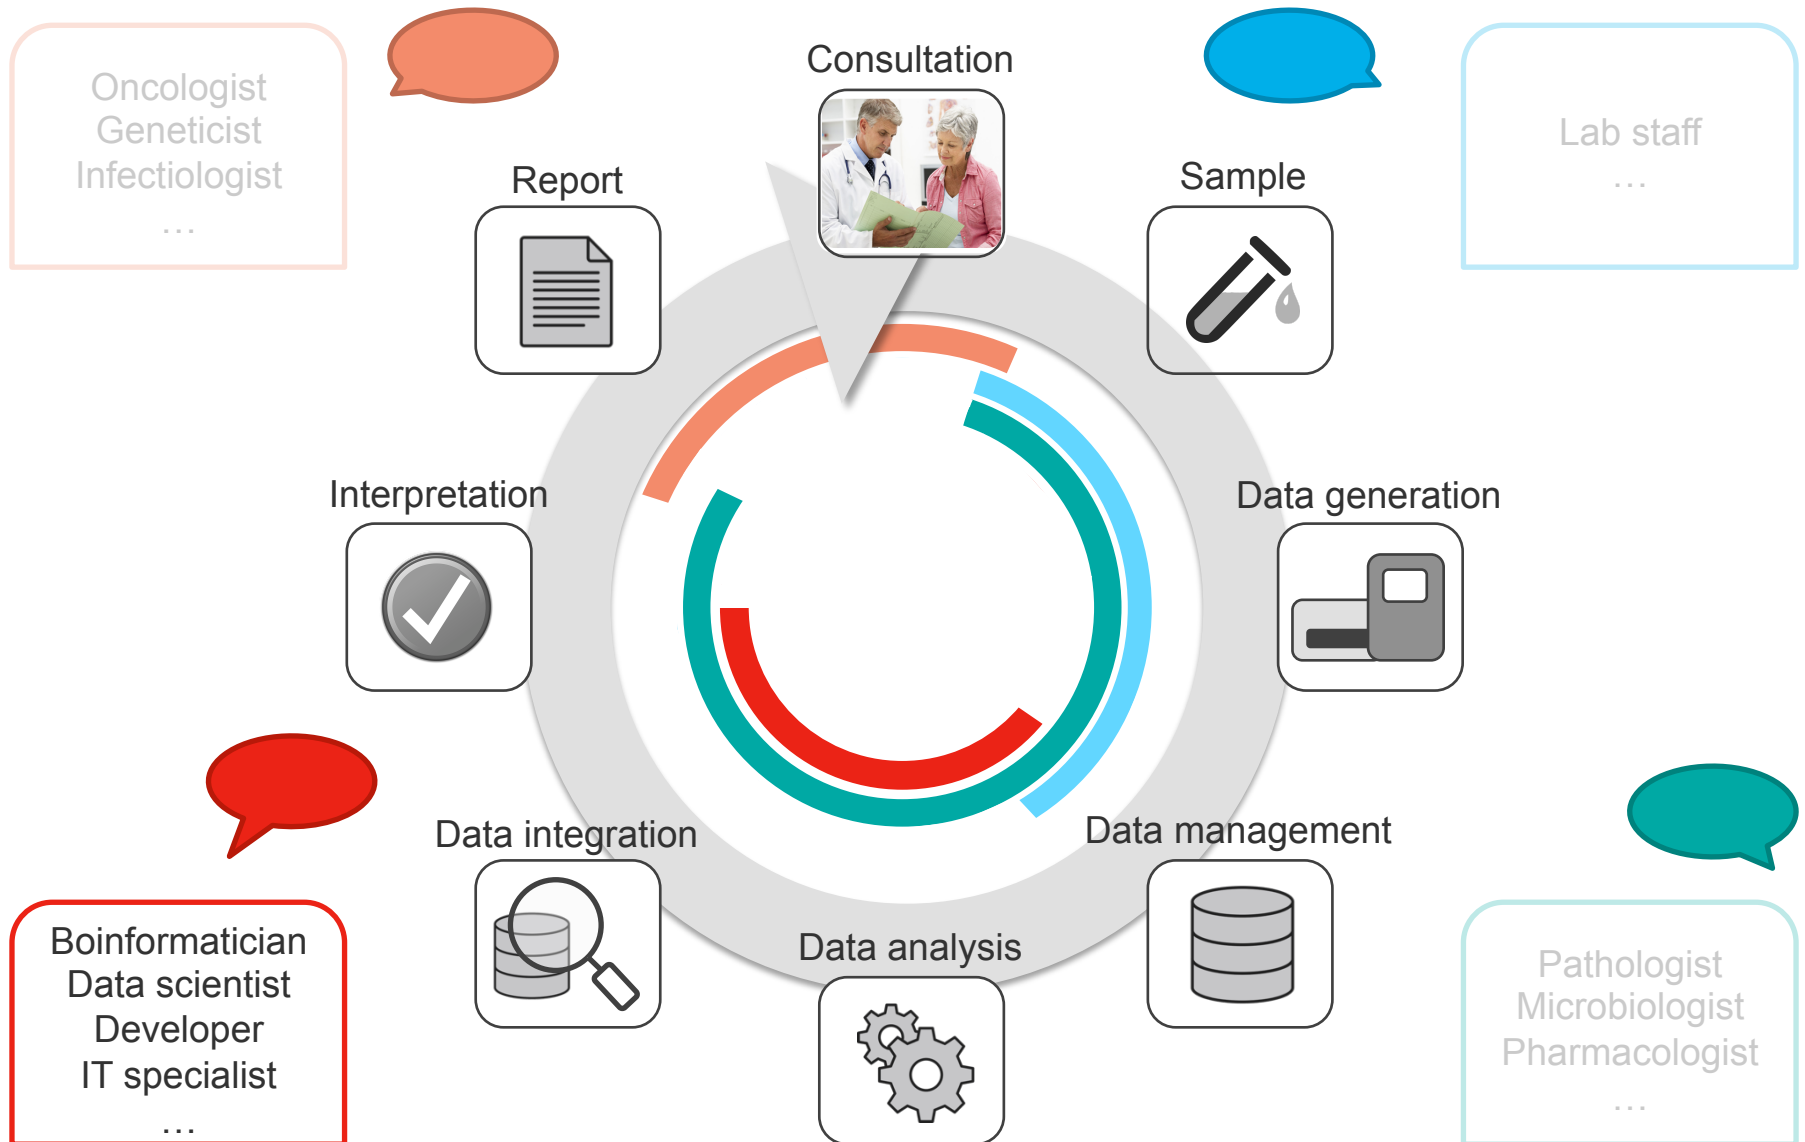 Oncologist
Geneticist
Infectiologist
…
Consultation
Lab staff
…
Report
Sample
Interpretation
Data generation
Data integration
Data management
Data analysis
Boinformatician
Data scientist
Developer
IT specialist
…
Pathologist
Microbiologist
Pharmacologist
…